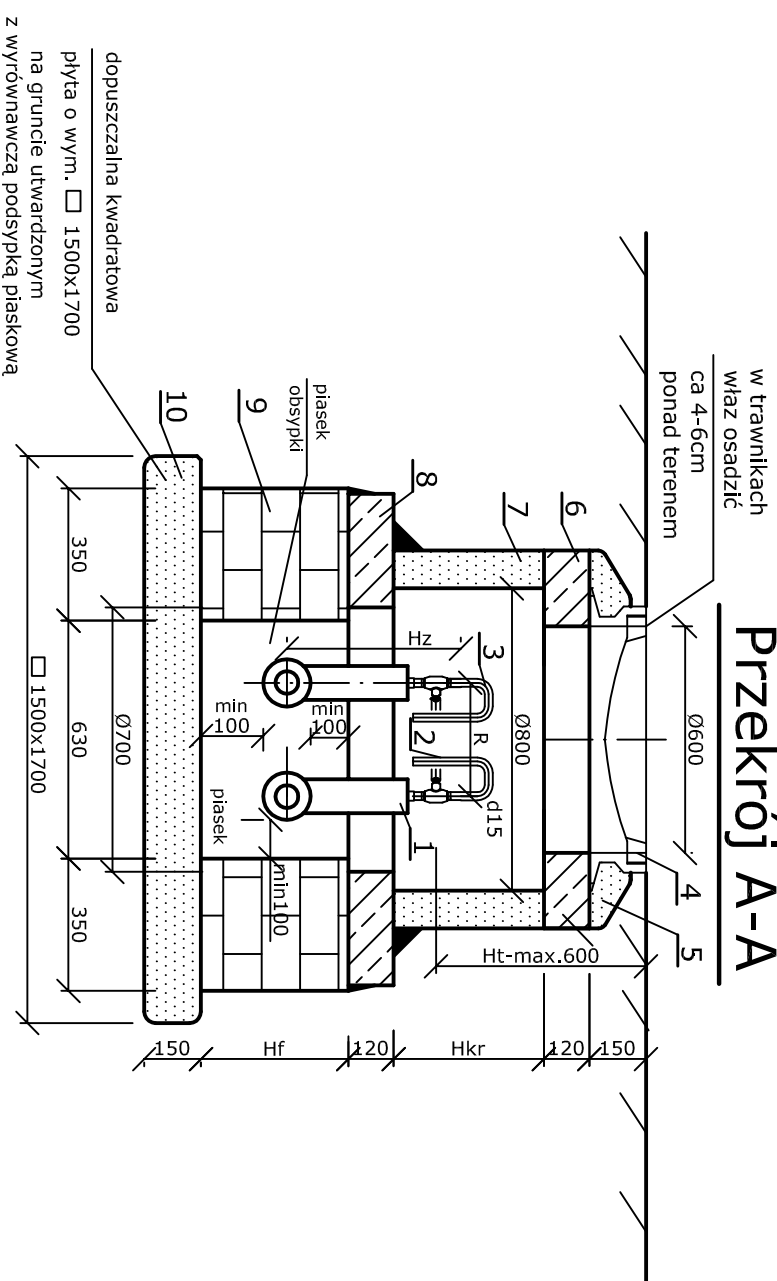 Przekrój A-A
w trawnikach
właz osadzić
ca 4-6cm
ponad terenem
Ø600
4
5
6
7
8
9
10
Ø800
Hz
3
R
2
d15
1
Ht-max.600
piasek
obsypki
min
100
min
100
min100
piasek
Ø700
350
630
350
□ 1500x1700
150
Hf
120
Hkr
120
150
dopuszczalna kwadratowa
płyta o wym. □ 1500x1700
na gruncie utwardzonym
z wyrównawczą podsypką piaskową